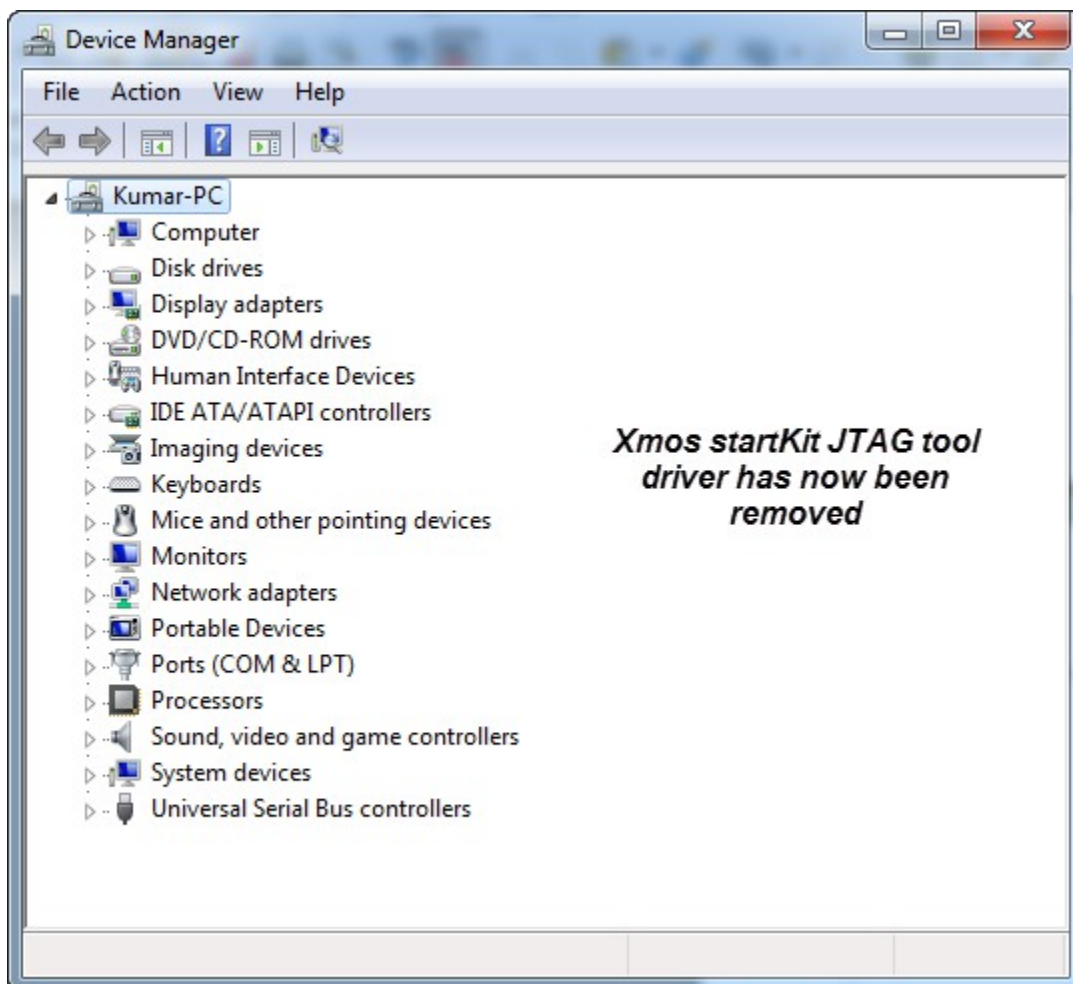 Device Manager
File Action View Help
Kumar-PC
Computer
Disk drives
Display adapters
DVD/CD-ROM drives
Human Interface Devices
IDE ATA/ATAPI controllers
Imaging devices
Keyboards
Mice and other pointing devices
Monitors
Network adapters
Portable Devices
Ports (COM & LPT)
Processors
Sound, video and game controllers
System devices
Universal Serial Bus controllers
Xmos startKit JTAG tool
driver has now been
removed